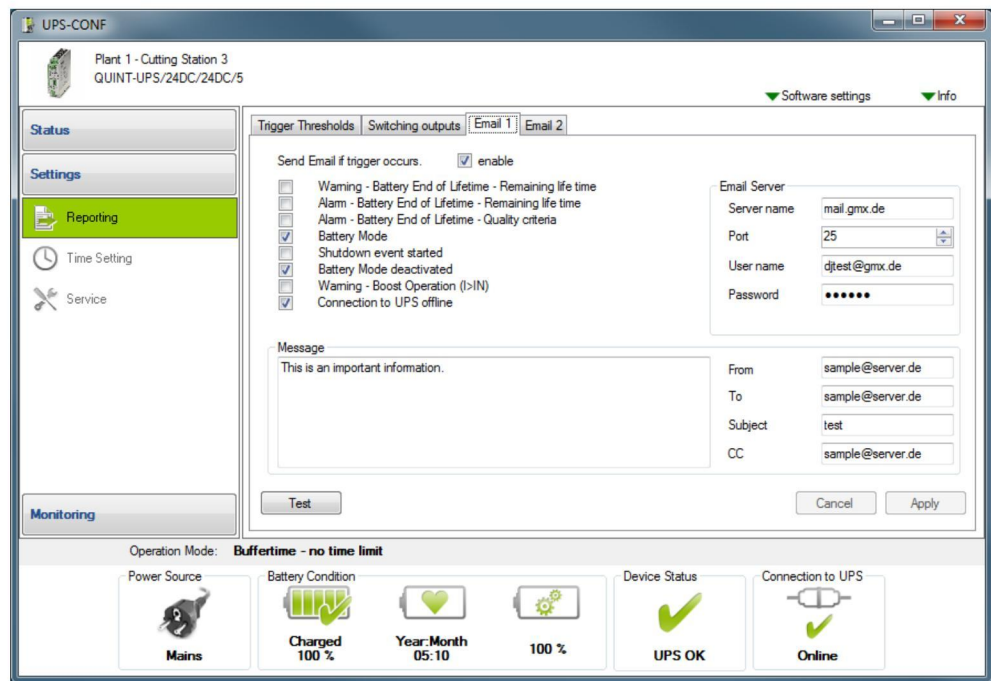 UPS-CONF
Plant 1 - Cutting Station 3
QUINT-UPS/24DC/24DC/5
Software settings
Info
Status
Settings
Reporting
Time Setting
Service
Monitoring
Trigger Thresholds
Switching outputs
Email 1
Email 2
Send Email if trigger occurs.
enable
Warning - Battery End of Lifetime - Remaining life time
Alarm - Battery End of Lifetime - Remaining life time
Alarm - Battery End of Lifetime - Quality criteria
Battery Mode
Shutdown event started
Battery Mode deactivated
Warning - Boost Operation (I>IN)
Connection to UPS offline
Email Server
Server name mail.gmx.de
Port 25
User name djtest@gmx.de
Password ●●●●●●
Message
This is an important information.
From sample@server.de
To sample@server.de
Subject test
CC sample@server.de
Test
Cancel
Apply
Operation Mode: Buffertime - no time limit
Power Source
Mains
Battery Condition
Charged
100 %
Year:Month
05:10
100 %
Device Status
UPS OK
Connection to UPS
Online